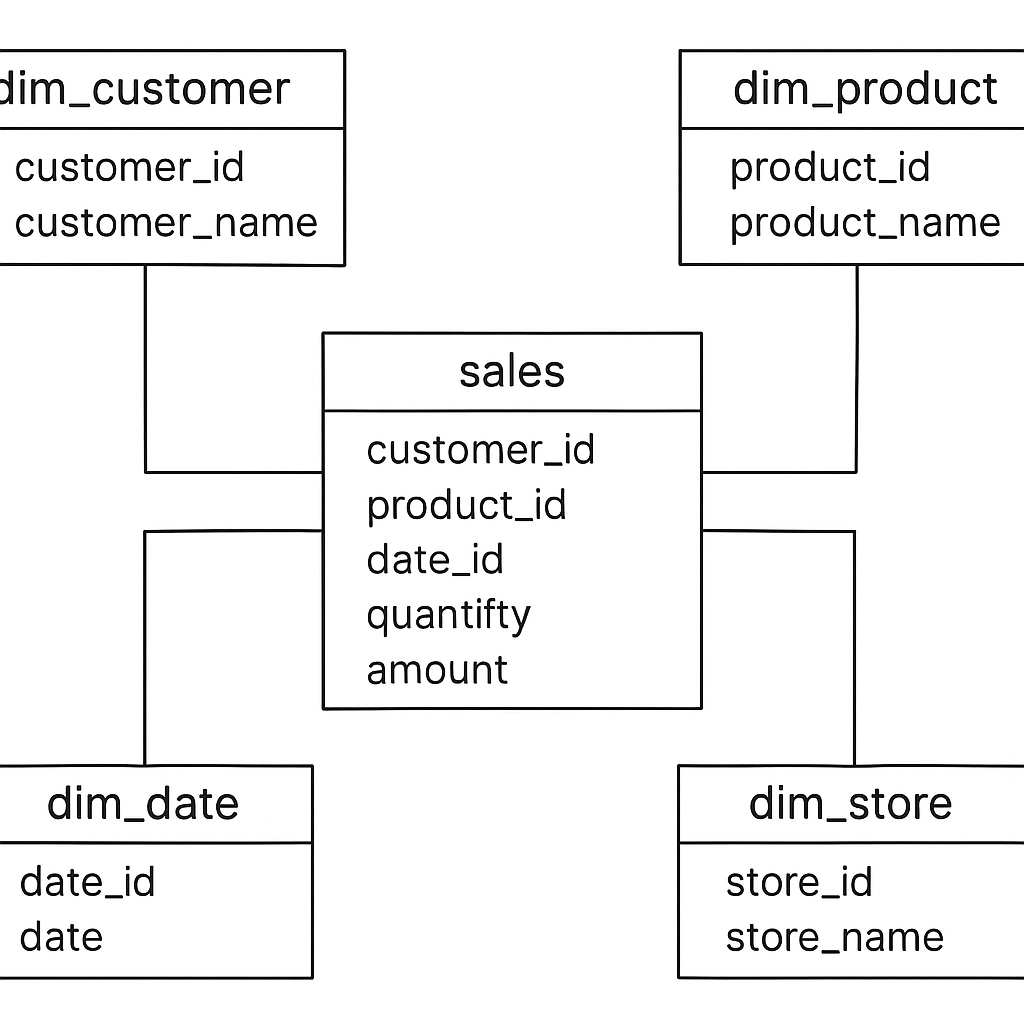 dim_customer
customer_id
customer_name
dim_product
product_id
product_name
sales
customer_id
product_id
date_id
quantifty
amount
dim_date
date_id
date
dim_store
store_id
store_name